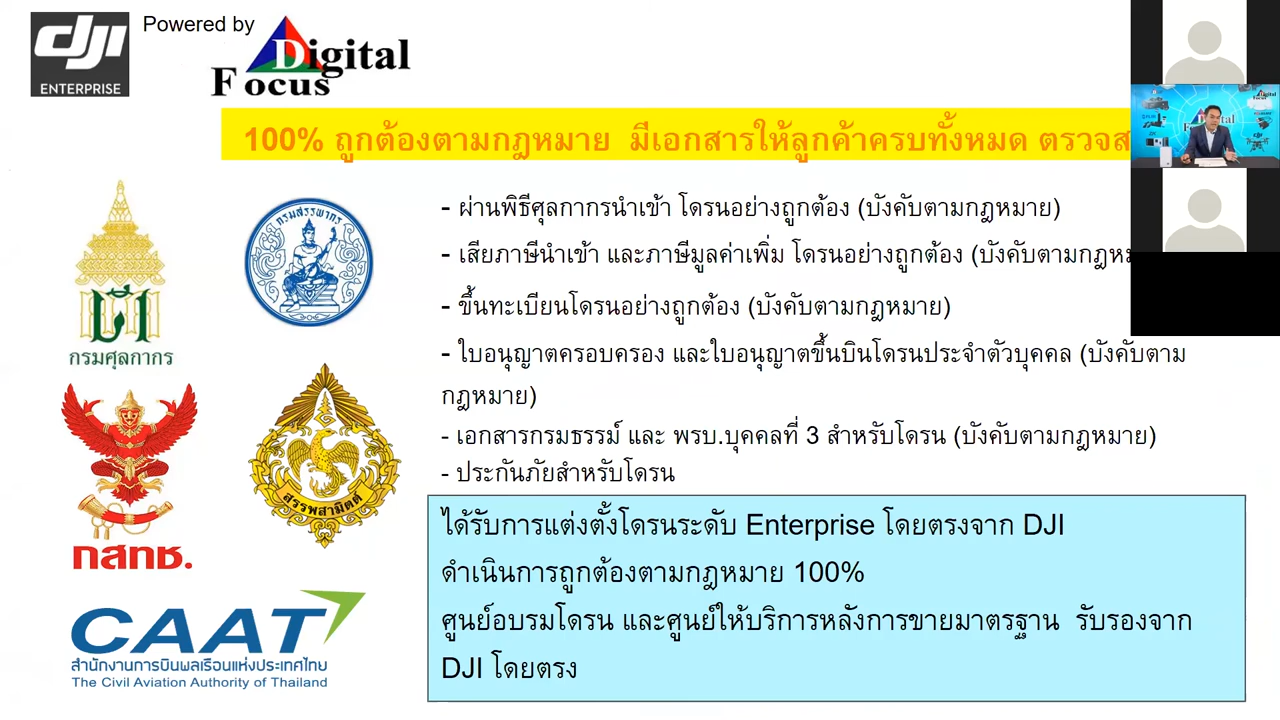 dji
ENTERPRISE
Powered by
Digital
Focus
100% ถูกต้องตามกฎหมาย มีเอกสารให้ลูกค้าครบทั้งหมด
- ผ่านพิธีศุลกากรนำเข้า โดรนอย่างถูกต้อง (บังคับตามกฎหมาย)
- เสียภาษีนำเข้า และภาษีมูลค่าเพิ่ม โดรนอย่างถูกต้อง
- ขึ้นทะเบียนโดรนอย่างถูกต้อง (บังคับตามกฎหมาย)
- ใบอนุญาตครอบครอง และใบอนุญาตขึ้นบินโดรนประจำตัวบุคคล (บังคับตาม
กฎหมาย)
- เอกสารกรมธรรม์ และ พรบ.บุคคลที่ 3 สำหรับโดรน (บังคับตามกฎหมาย)
- ประกันภัยสำหรับโดรน
ได้รับการแต่งตั้งโดรนระดับ Enterprise โดยตรงจาก DJI
ดำเนินการถูกต้องตามกฎหมาย 100%
ศูนย์อบรมโดรน และศูนย์ให้บริการหลังการขายมาตรฐาน รับรองจาก
DJI โดยตรง
กรมสรรพากร
กรมศุลกากร
สรรพสามิตต์
กสทช.
CAAT
สำนักงานการบินพลเรือนแห่งประเทศไทย
The Civil Aviation Authority of Thailand